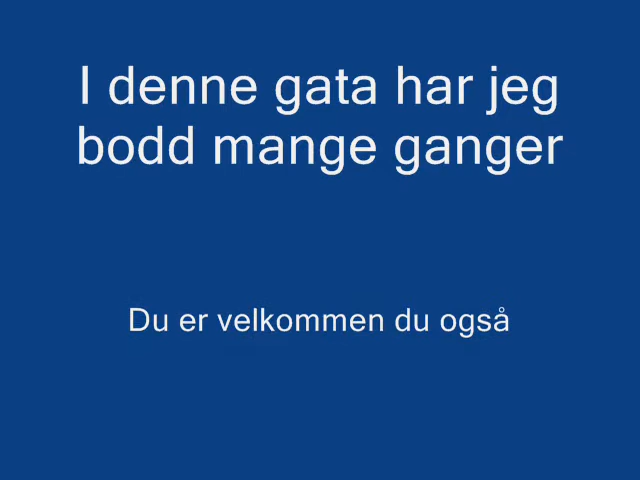 I denne gata har jeg
bodd mange ganger
Du er velkommen du også